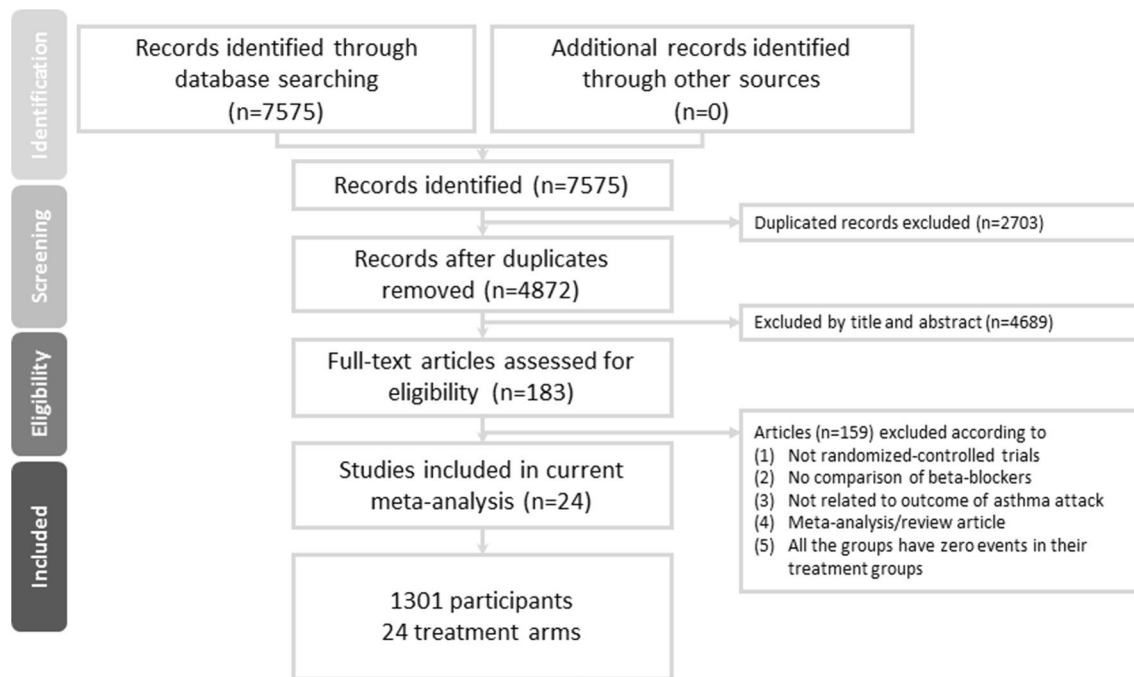 Identification
Records identified through
database searching
(n=7575)
Additional records identified
through other sources
(n=0)
Records identified (n=7575)
Screening
Duplicated records excluded (n=2703)
Records after duplicates
removed (n=4872)
Excluded by title and abstract (n=4689)
Eligibility
Full-text articles assessed for
eligibility (n=183)
Articles (n=159) excluded according to
(1) Not randomized-controlled trials
(2) No comparison of beta-blockers
(3) Not related to outcome of asthma attack
(4) Meta-analysis/review article
(5) All the groups have zero events in their
treatment groups
Included
Studies included in current
meta-analysis (n=24)
1301 participants
24 treatment arms